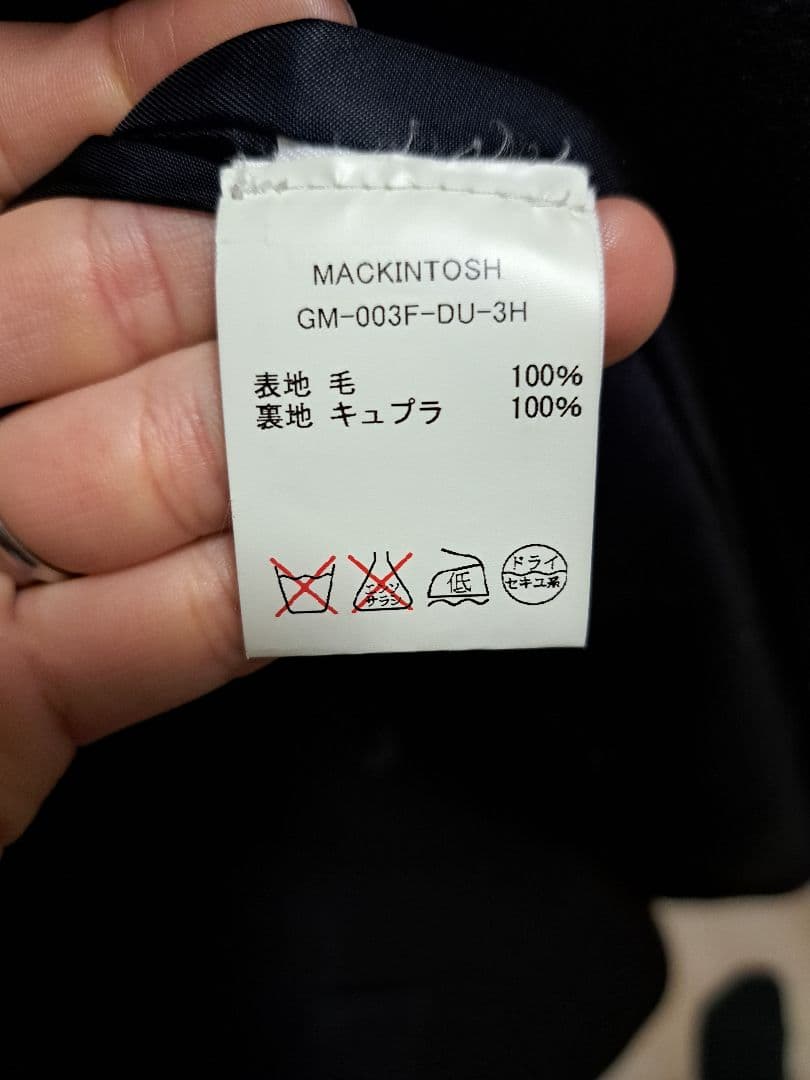 MACKINTOSH
GM-003F-DU-3H
表地 毛 100%
裏地 キュプラ 100%
エンソ サラシ
低
ドライ
セキユ系